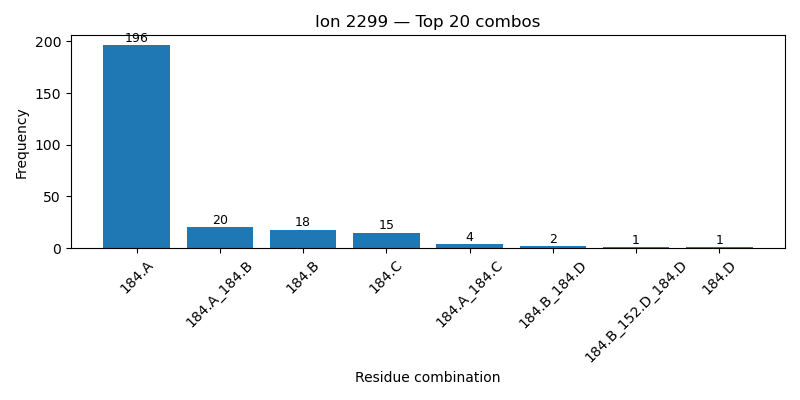 Ion 2299 — Top 20 combos
Frequency
200
150
100
50
0
196
20
18
15
4
2
1
1
184.A
184.A_184.B
184.B
184.C
184.A_184.C
184.B_184.D
184.B_152.D_184.D
184.D
Residue combination